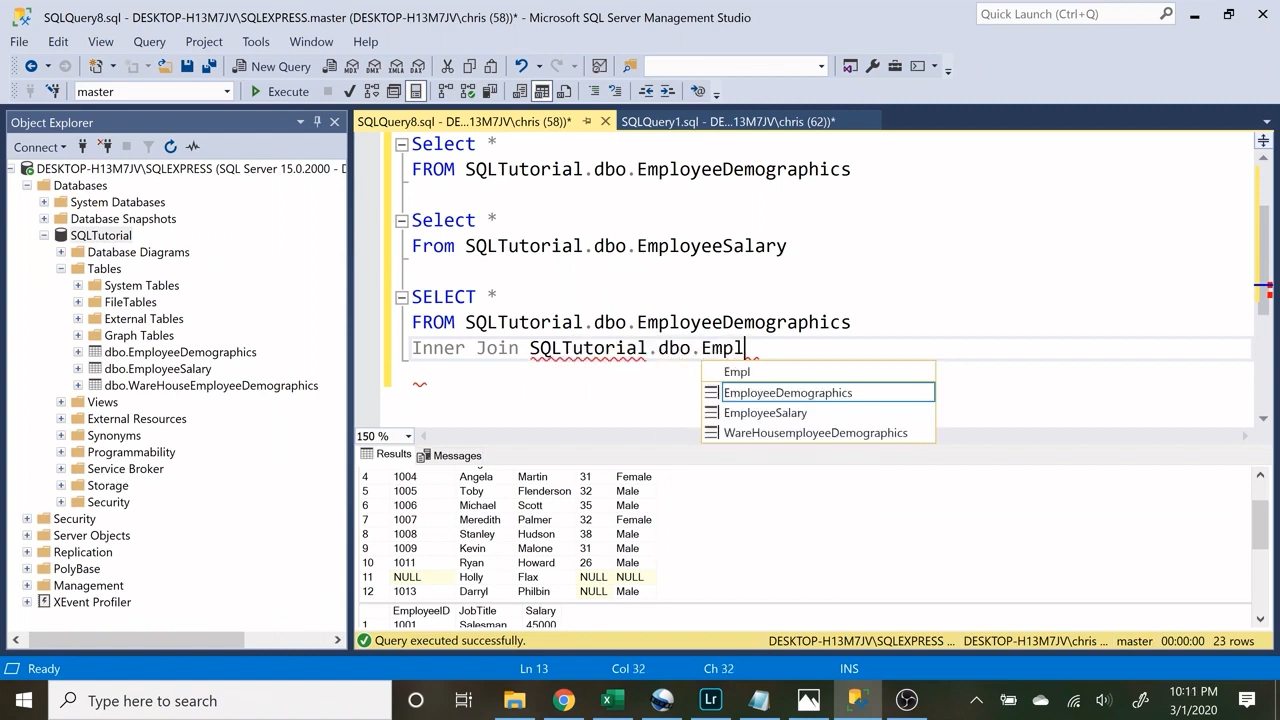 SQLQuery8.sql - DESKTOP-H13M7JV\SQLEXPRESS.master (DESKTOP-H13M7JV\chris (58))* - Microsoft SQL Server Management Studio
Quick Launch (Ctrl+Q)
File Edit View Query Project Tools Window Help
New Query
MDX DMX XMLA DAX
master
Execute
Object Explorer
SQLQuery8.sql - DE...13M7JV\chris (58))*
SQLQuery1.sql - DE...13M7JV\chris (62))*
Connect
DESKTOP-H13M7JV\SQLEXPRESS (SQL Server 15.0.2000 - D
Databases
System Databases
Database Snapshots
SQLTutorial
Database Diagrams
Tables
System Tables
FileTables
External Tables
Graph Tables
dbo.EmployeeDemographics
dbo.EmployeeSalary
dbo.WareHouseEmployeeDemographics
Views
External Resources
Synonyms
Programmability
Service Broker
Storage
Security
Security
Server Objects
Replication
PolyBase
Management
XEvent Profiler
Select *
FROM SQLTutorial.dbo.EmployeeDemographics
Select *
From SQLTutorial.dbo.EmployeeSalary
SELECT *
FROM SQLTutorial.dbo.EmployeeDemographics
Inner Join SQLTutorial.dbo.Empl
Empl
EmployeeDemographics
EmployeeSalary
WareHousemployeeDemographics
150 %
Results Messages
4 1004 Angela Martin 31 Female
5 1005 Toby Flenderson 32 Male
6 1006 Michael Scott 35 Male
7 1007 Meredith Palmer 32 Female
8 1008 Stanley Hudson 38 Male
9 1009 Kevin Malone 31 Male
10 1011 Ryan Howard 26 Male
11 NULL Holly Flax NULL NULL
12 1013 Darryl Philbin NULL Male
EmployeeID JobTitle Salary
1 1001 Salesman 45000
Query executed successfully.
DESKTOP-H13M7JV\SQLEXPRESS ... DESKTOP-H13M7JV\chris ... master 00:00:00 23 rows
Ready
Ln 13 Col 32 Ch 32 INS
Type here to search
Lr
10:11 PM
3/1/2020